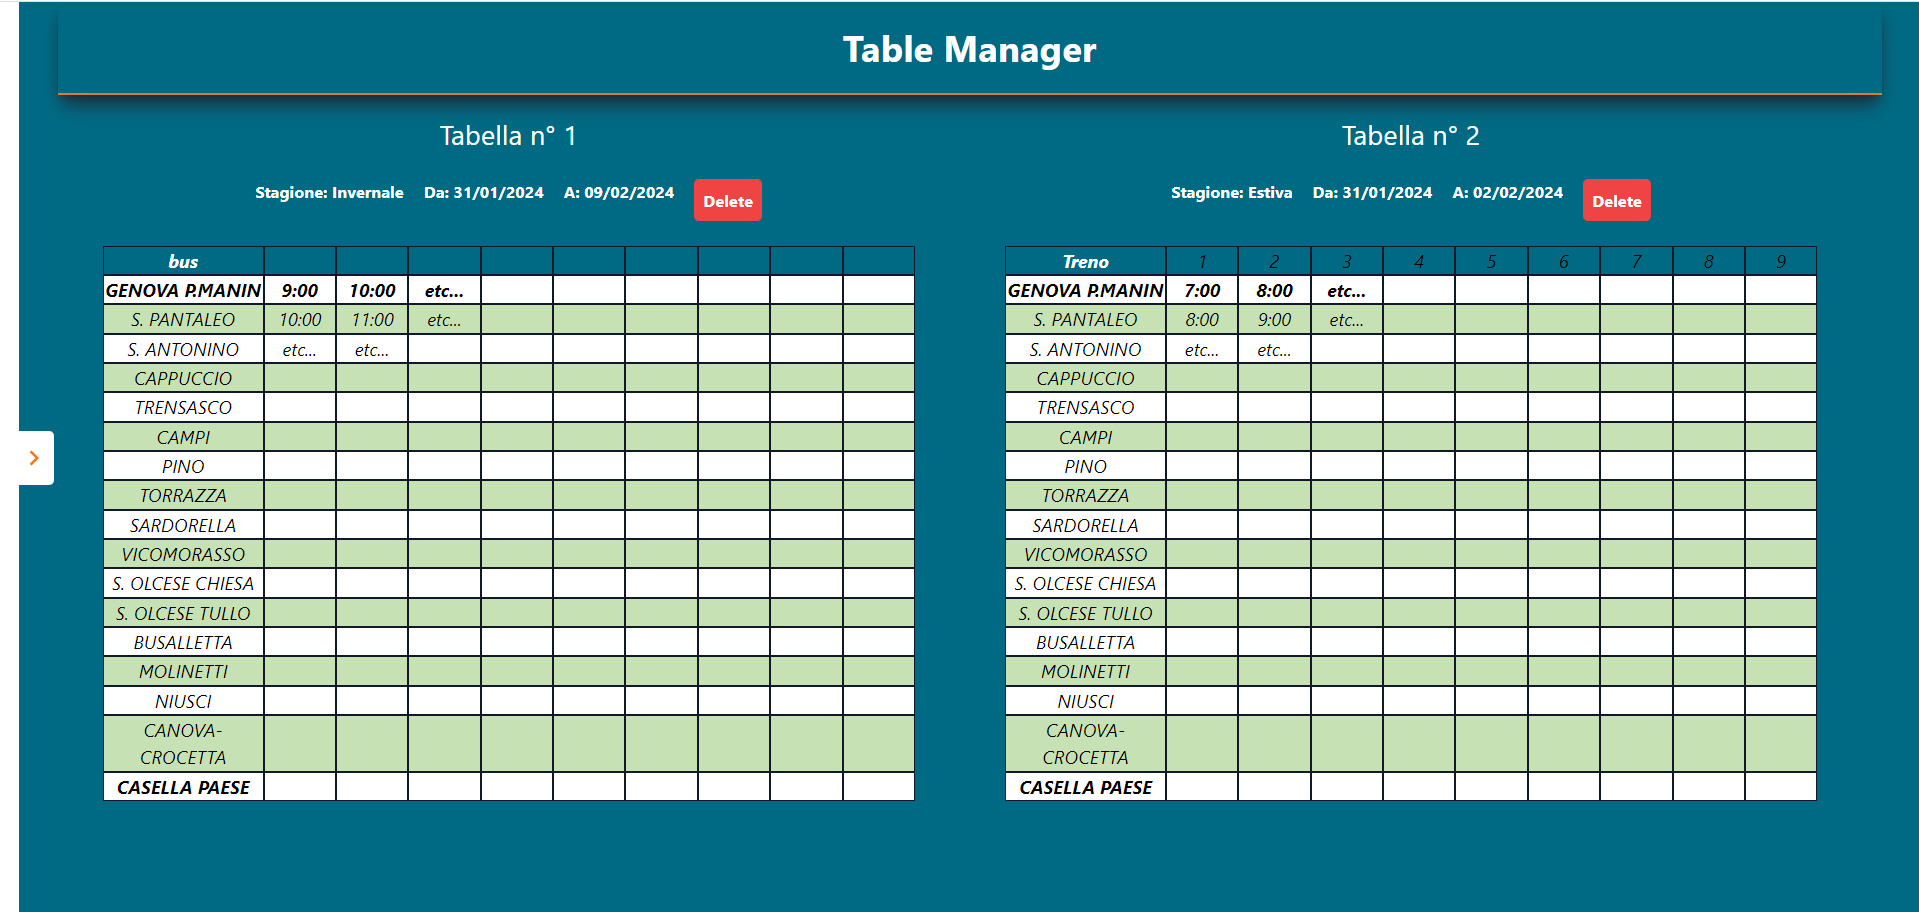 Table Manager
Tabella n° 1
Stagione: Invernale Da: 31/01/2024 A: 09/02/2024 Delete
bus
GENOVA P.MANIN 9:00 10:00 etc...
S. PANTALEO 10:00 11:00 etc...
S. ANTONINO etc... etc...
CAPPUCCIO
TRENSASCO
CAMPI
PINO
TORRAZZA
SARDORELLA
VICOMORASSO
S. OLCESE CHIESA
S. OLCESE TULLO
BUSALLETTA
MOLINETTI
NIUSCI
CANOVA-
CROCETTA
CASELLA PAESE
Tabella n° 2
Stagione: Estiva Da: 31/01/2024 A: 02/02/2024 Delete
Treno 1 2 3 4 5 6 7 8 9
GENOVA P.MANIN 7:00 8:00 etc...
S. PANTALEO 8:00 9:00 etc...
S. ANTONINO etc... etc...
CAPPUCCIO
TRENSASCO
CAMPI
PINO
TORRAZZA
SARDORELLA
VICOMORASSO
S. OLCESE CHIESA
S. OLCESE TULLO
BUSALLETTA
MOLINETTI
NIUSCI
CANOVA-
CROCETTA
CASELLA PAESE